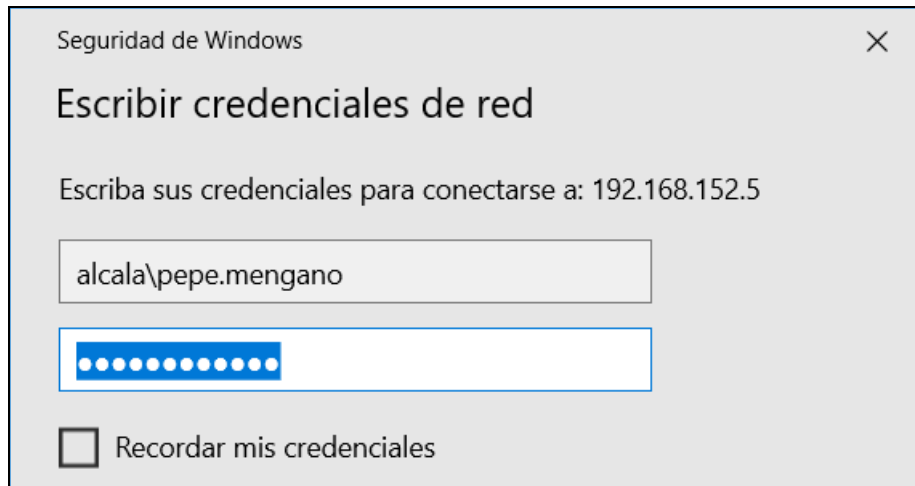 Seguridad de Windows
Escribir credenciales de red
Escriba sus credenciales para conectarse a: 192.168.152.5
alcala\pepe.mengano
●●●●●●●●●●●●
Recordar mis credenciales